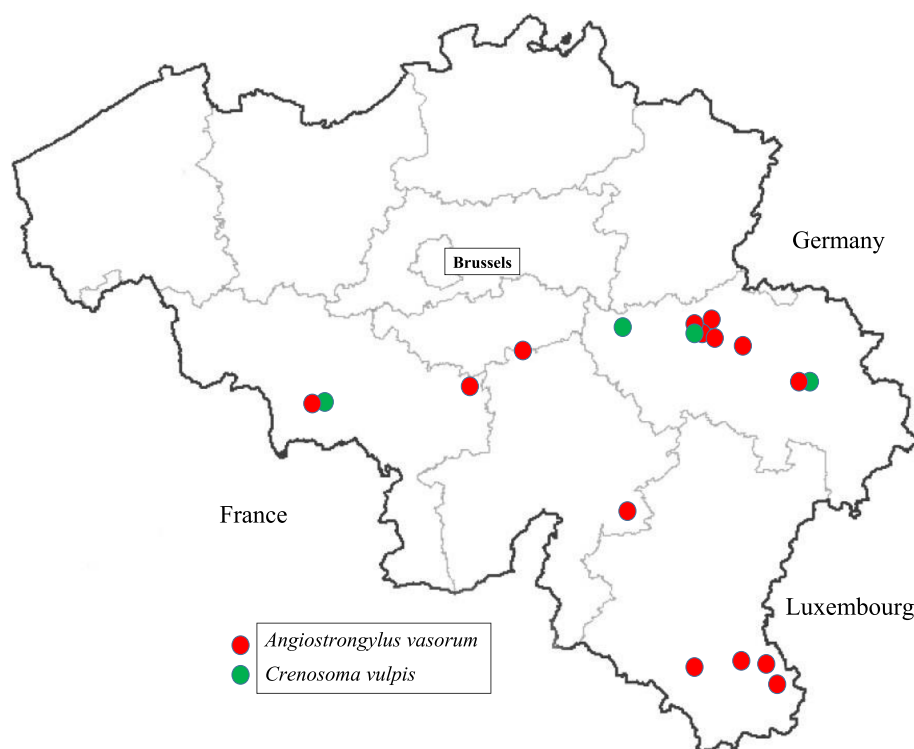 Germany
Brussels
France
Luxembourg
Angiostrongylus vasorum
Crenosoma vulpis